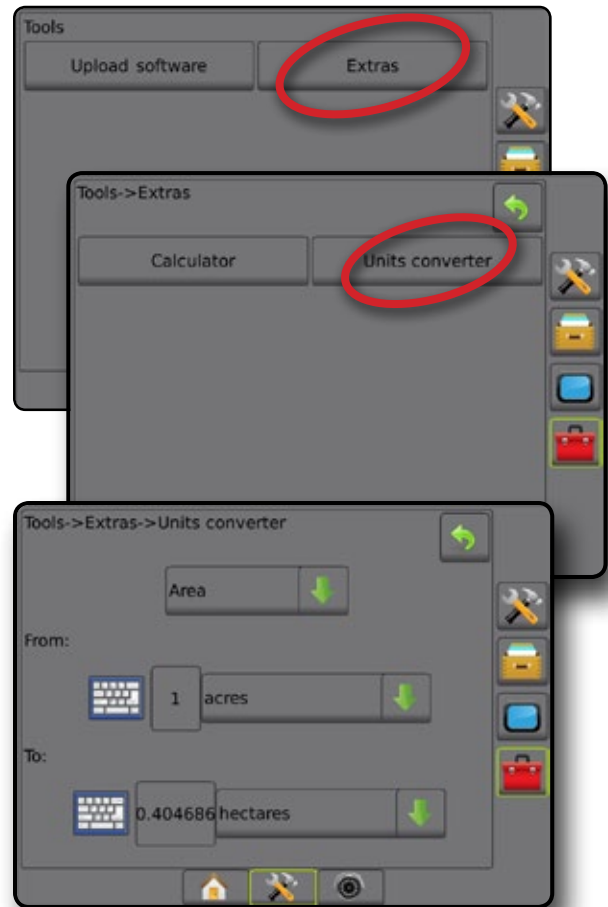 Tools
Upload software Extras
Tools->Extras
Calculator Units converter
Tools->Extras->Units converter
Area
From:
1 acres
To:
0.404686 hectares